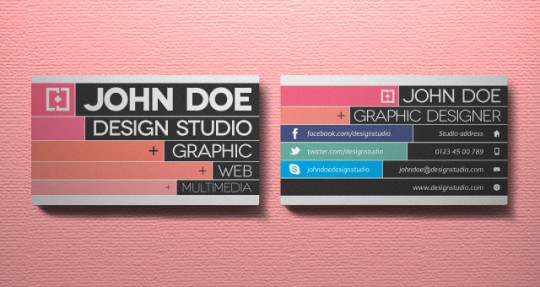 JOHN DOE
DESIGN STUDIO
+ GRAPHIC
+ WEB
+ MULTIMEDIA
JOHN DOE
+ GRAPHIC DESIGNER
facebook.com/designstudio Studio address
twitter.com/designstudio 0123 45 00 789
johndoedesignstudio johndoe@designstudio.com
www.designstudio.com